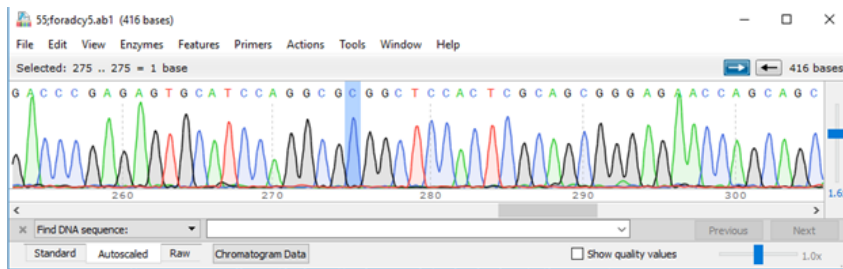 55;foradcy5.ab1 (416 bases)
File Edit View Enzymes Features Primers Actions Tools Window Help
Selected: 275 .. 275 = 1 base 416 bases
G A C C C G A G A G T G C A T C C A G G C G C G G C T C C A C T C G C A G C G G G A G A A C C A G C A G C
260 270 280 290 300
1.6
Find DNA sequence: Previous Next
Standard Autoscaled Raw Chromatogram Data Show quality values 1.0x